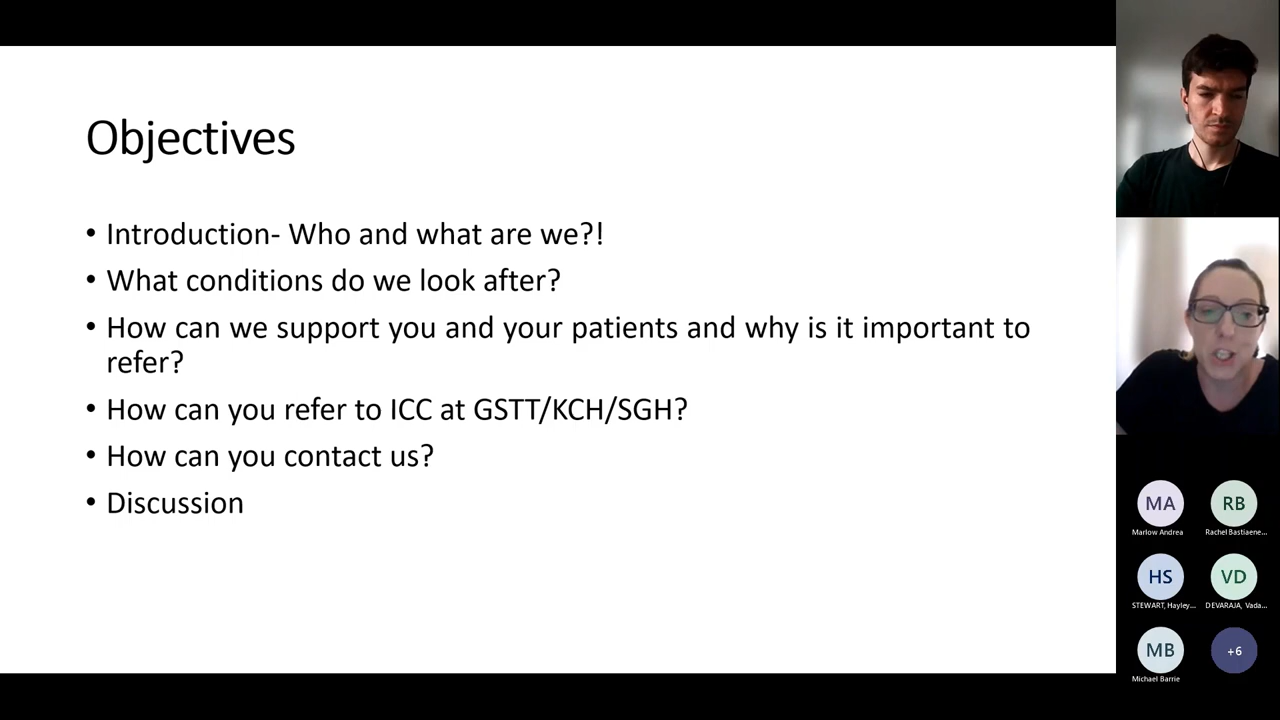 Objectives
• Introduction- Who and what are we?!
• What conditions do we look after?
• How can we support you and your patients and why is it important to
refer?
• How can you refer to ICC at GSTT/KCH/SGH?
• How can you contact us?
• Discussion
MA
RB
Marlow Andrea
Rachel Bastiaene...
HS
VD
STEWART, Hayley...
DEVARAJA, Vada...
MB
+6
Michael Barrie